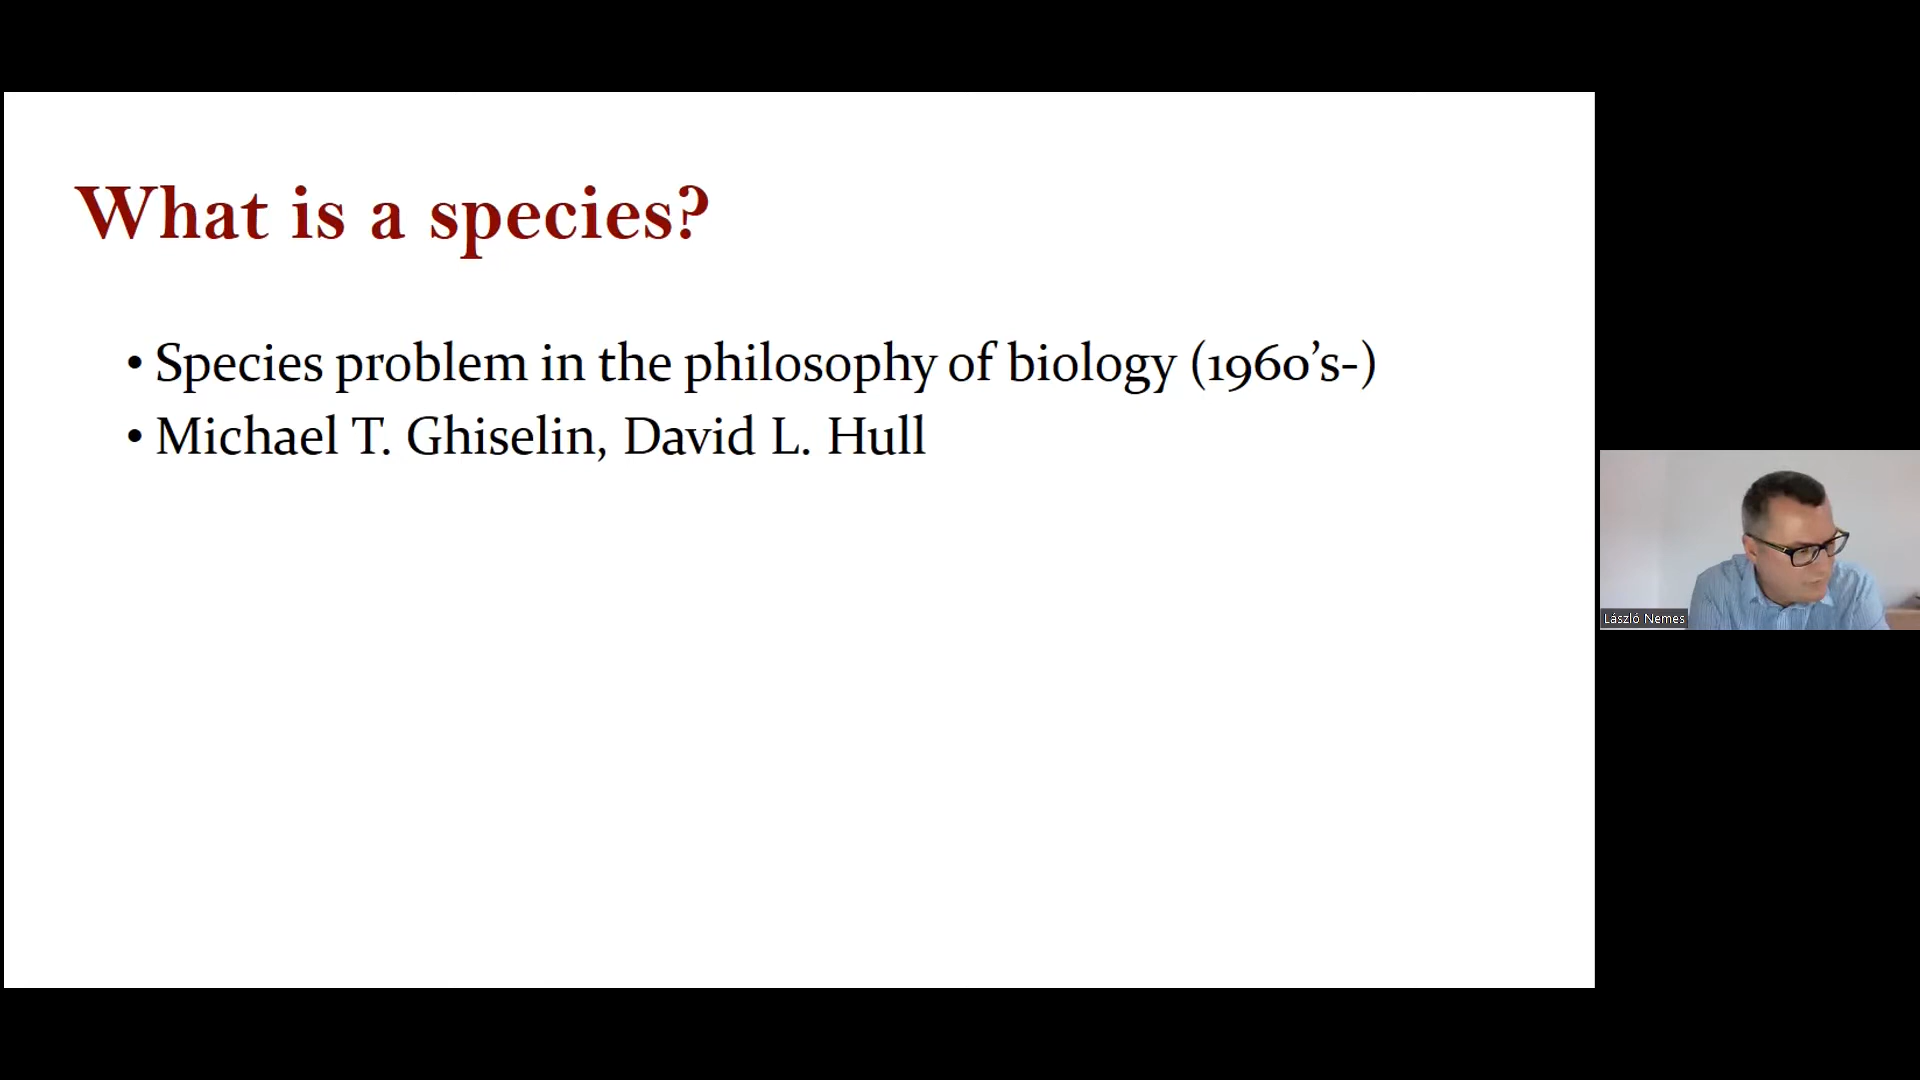 What is a species?
• Species problem in the philosophy of biology (1960’s-)
• Michael T. Ghiselin, David L. Hull
László Nemes